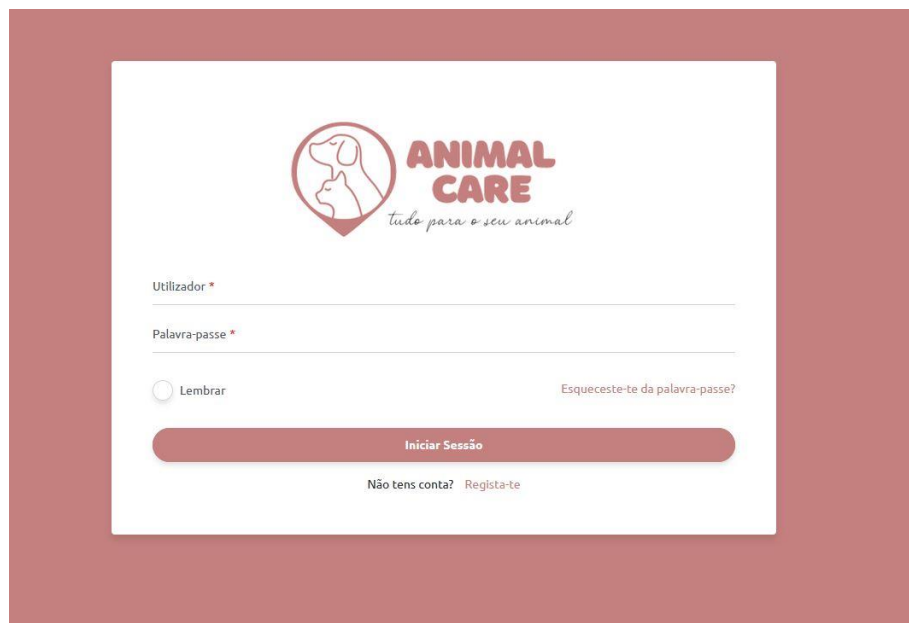 ANIMAL
CARE
tudo para o seu animal
Utilizador *
Palavra-passe *
Lembrar
Esqueceste-te da palavra-passe?
Iniciar Sessão
Não tens conta? Regista-te